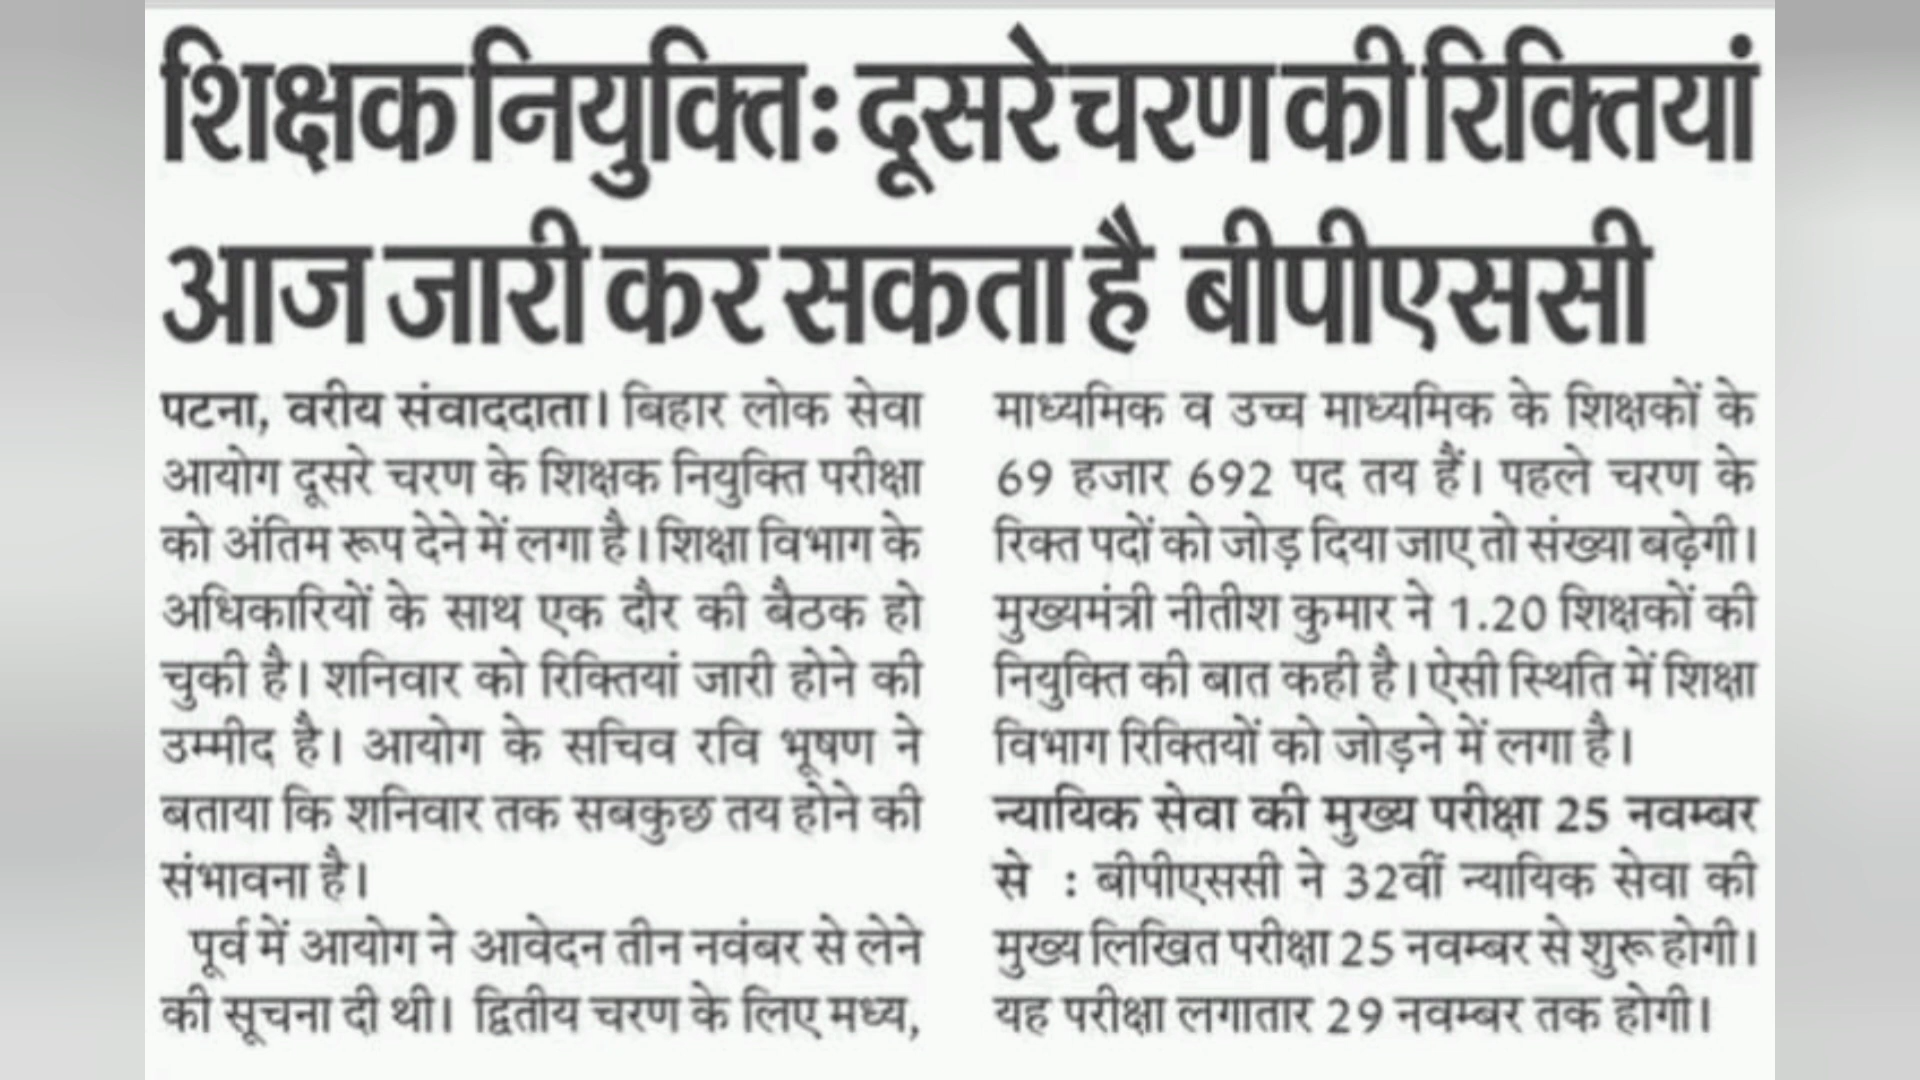 शिक्षक नियुक्ति: दूसरे चरण की रिक्तियां
आज जारी कर सकता है बीपीएससी
पटना, वरीय संवाददाता। बिहार लोक सेवा
आयोग दूसरे चरण के शिक्षक नियुक्ति परीक्षा
को अंतिम रूप देने में लगा है। शिक्षा विभाग के
अधिकारियों के साथ एक दौर की बैठक हो
चुकी है। शनिवार को रिक्तियां जारी होने की
उम्मीद है। आयोग के सचिव रवि भूषण ने
बताया कि शनिवार तक सबकुछ तय होने की
संभावना है।
पूर्व में आयोग ने आवेदन तीन नवंबर से लेने
की सूचना दी थी। द्वितीय चरण के लिए मध्य,
माध्यमिक व उच्च माध्यमिक के शिक्षकों के
69 हजार 692 पद तय हैं। पहले चरण के
रिक्त पदों को जोड़ दिया जाए तो संख्या बढ़ेगी।
मुख्यमंत्री नीतीश कुमार ने 1.20 शिक्षकों की
नियुक्ति की बात कही है। ऐसी स्थिति में शिक्षा
विभाग रिक्तियों को जोड़ने में लगा है।
न्यायिक सेवा की मुख्य परीक्षा 25 नवम्बर
से : बीपीएससी ने 32वीं न्यायिक सेवा की
मुख्य लिखित परीक्षा 25 नवम्बर से शुरू होगी।
यह परीक्षा लगातार 29 नवम्बर तक होगी।